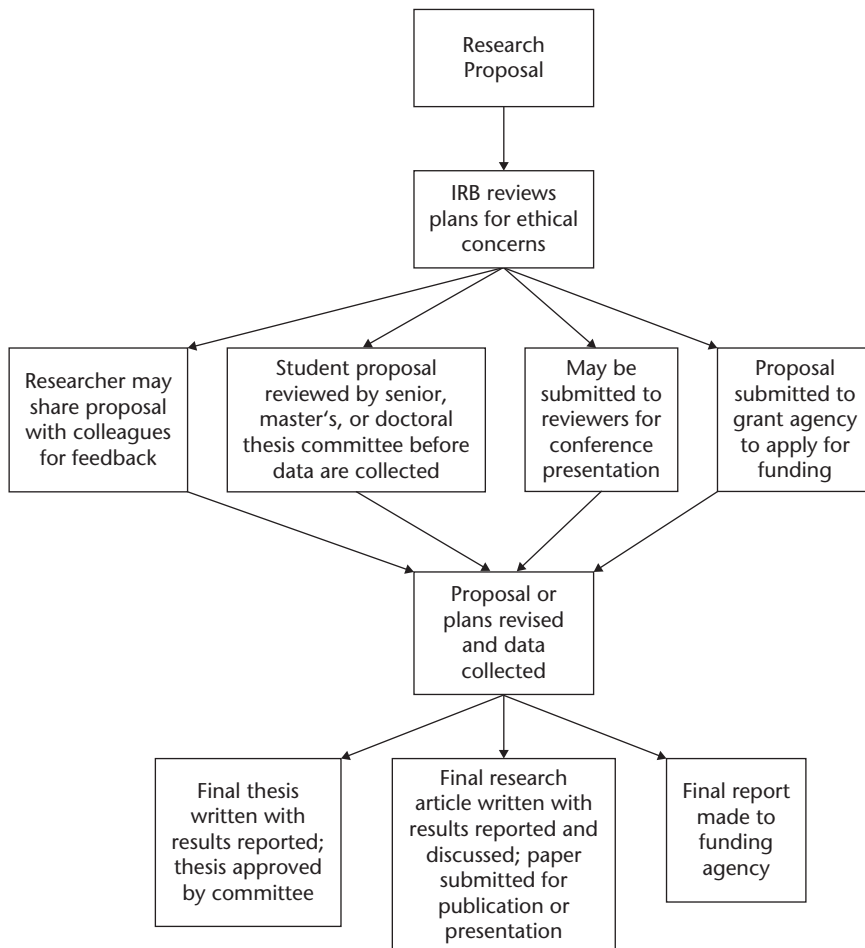 Research
Proposal
IRB reviews
plans for ethical
concerns
Researcher may
share proposal
with colleagues
for feedback
Student proposal
reviewed by senior,
master‘s, or doctoral
thesis committee before
data are collected
May be
submitted to
reviewers for
conference
presentation
Proposal
submitted to
grant agency
to apply for
funding
Proposal or
plans revised
and data
collected
Final thesis
written with
results reported;
thesis approved
by committee
Final research
article written with
results reported and
discussed; paper
submitted for
publication or
presentation
Final report
made to
funding
agency